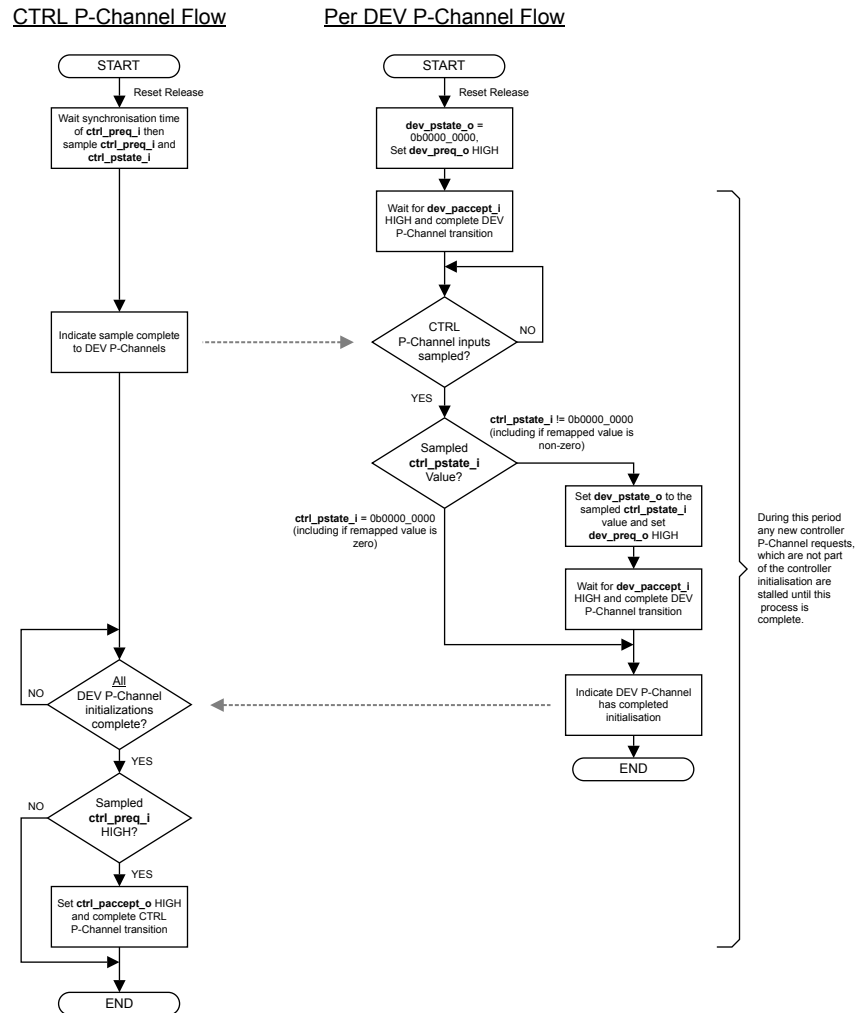 CTRL P-Channel Flow
START
Reset Release
Wait synchronisation time
of ctrl_preq_i then
sample ctrl_preq_i and
ctrl_pstate_i
Indicate sample complete
to DEV P-Channels
All
DEV P-Channel
initializations
complete?
NO
YES
Sampled
ctrl_preq_i
HIGH?
NO
YES
Set ctrl_paccept_o HIGH
and complete CTRL
P-Channel transition
END
Per DEV P-Channel Flow
START
Reset Release
dev_pstate_o =
0b0000_0000,
Set dev_preq_o HIGH
Wait for dev_paccept_i
HIGH and complete DEV
P-Channel transition
CTRL
P-Channel inputs
sampled?
NO
YES
Sampled
ctrl_pstate_i
Value?
ctrl_pstate_i != 0b0000_0000
(including if remapped value is
non-zero)
ctrl_pstate_i = 0b0000_0000
(including if remapped value is
zero)
Set dev_pstate_o to the
sampled ctrl_pstate_i
value and set
dev_preq_o HIGH
Wait for dev_paccept_i
HIGH and complete DEV
P-Channel transition
Indicate DEV P-Channel
has completed
initialisation
END
During this period
any new controller
P-Channel requests,
which are not part
of the controller
initialisation are
stalled until this
process is
complete.